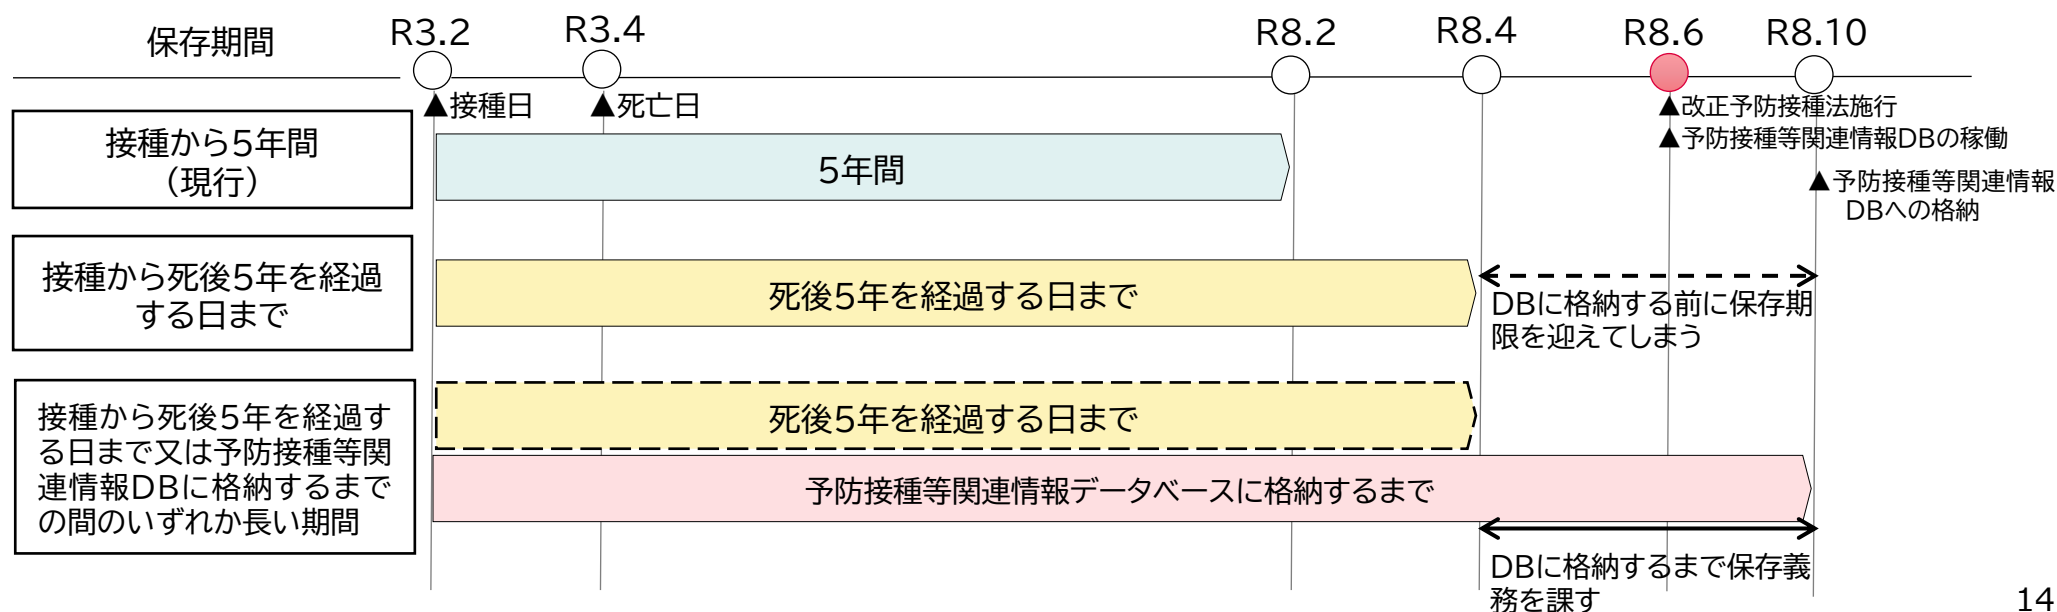 保存期間
R3.2
R3.4
R8.2
R8.4
R8.6
R8.10
▲接種日
▲死亡日
▲改正予防接種法施行
▲予防接種等関連情報DBの稼働
▲予防接種等関連情報
DBへの格納
接種から5年間
（現行）
5年間
接種から死後5年を経過
する日まで
死後5年を経過する日まで
DBに格納する前に保存期
限を迎えてしまう
接種から死後5年を経過す
る日まで又は予防接種等関
連情報DBに格納するまで
の間のいずれか長い期間
死後5年を経過する日まで
予防接種等関連情報データベースに格納するまで
DBに格納するまで保存義
務を課す
14